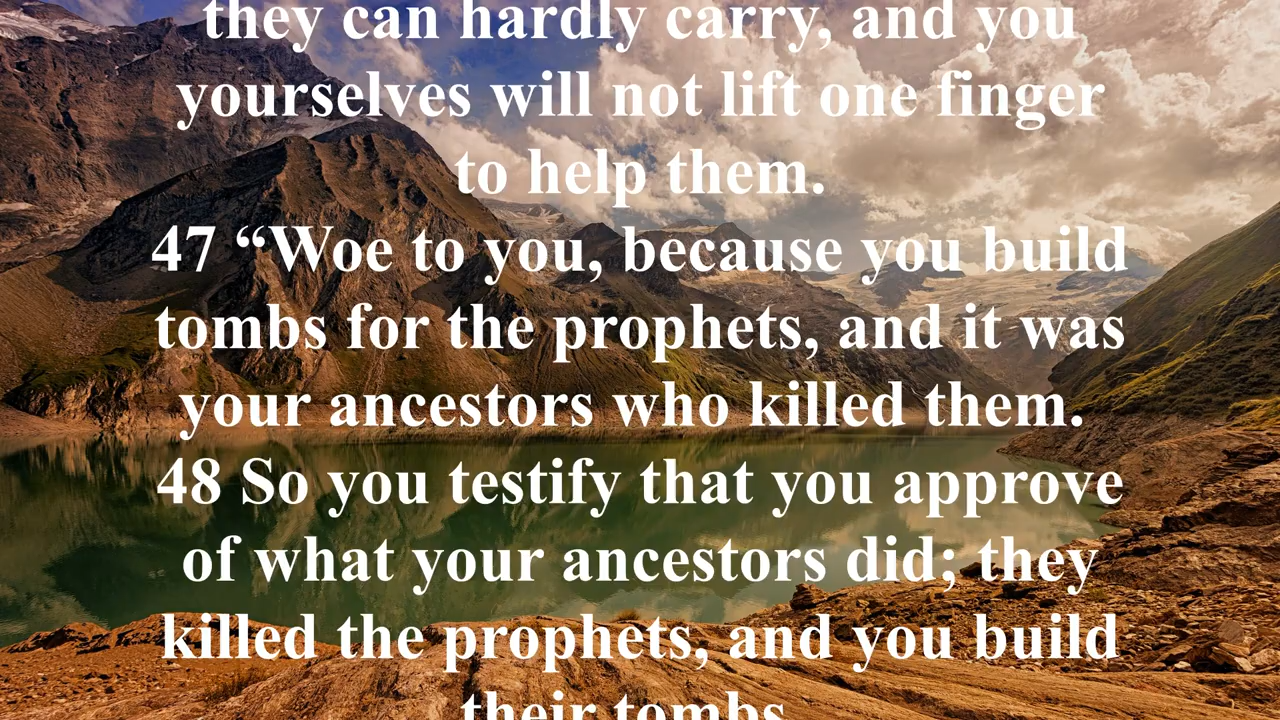 they can hardly carry, and you
yourselves will not lift one finger
to help them.
47 “Woe to you, because you build
tombs for the prophets, and it was
your ancestors who killed them.
48 So you testify that you approve
of what your ancestors did; they
killed the prophets, and you build
their tombs.